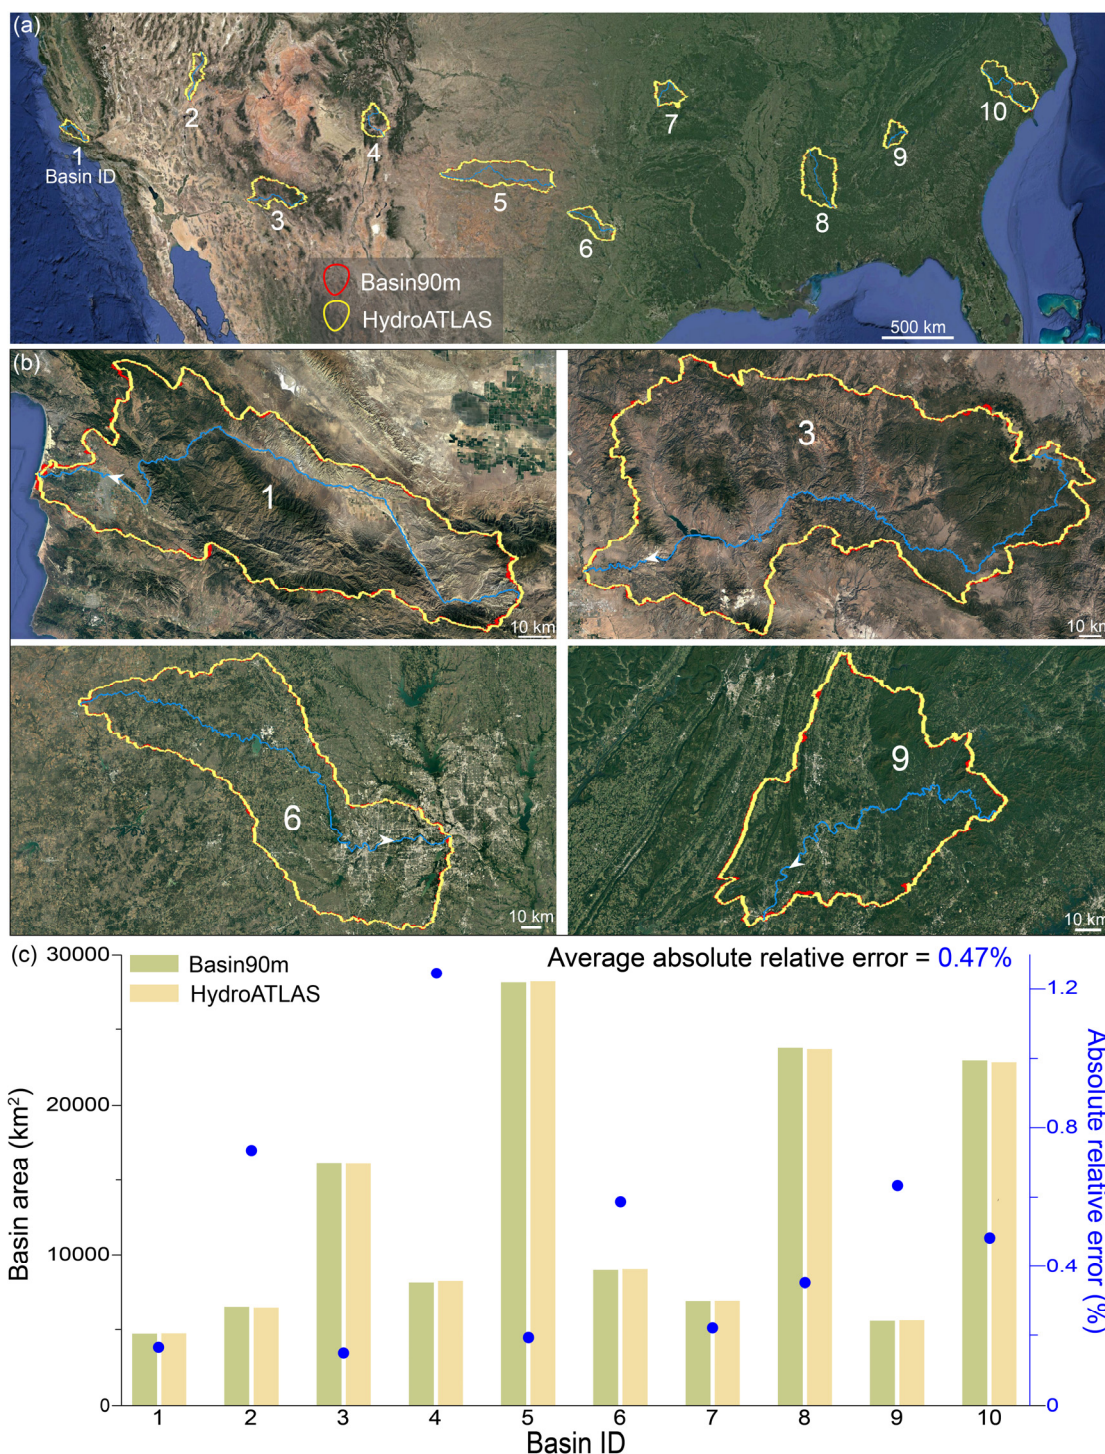 (a)
1
Basin ID
2
3
4
5
6
7
8
9
10
Basin90m
HydroATLAS
500 km
(b)
1
10 km
3
10 km
6
10 km
9
10 km
(c)
Basin90m
HydroATLAS
Average absolute relative error = 0.47%
30000
20000
10000
0
Basin area (km²)
1.2
0.8
0.4
0
Absolute relative error (%)
1 2 3 4 5 6 7 8 9 10
Basin ID